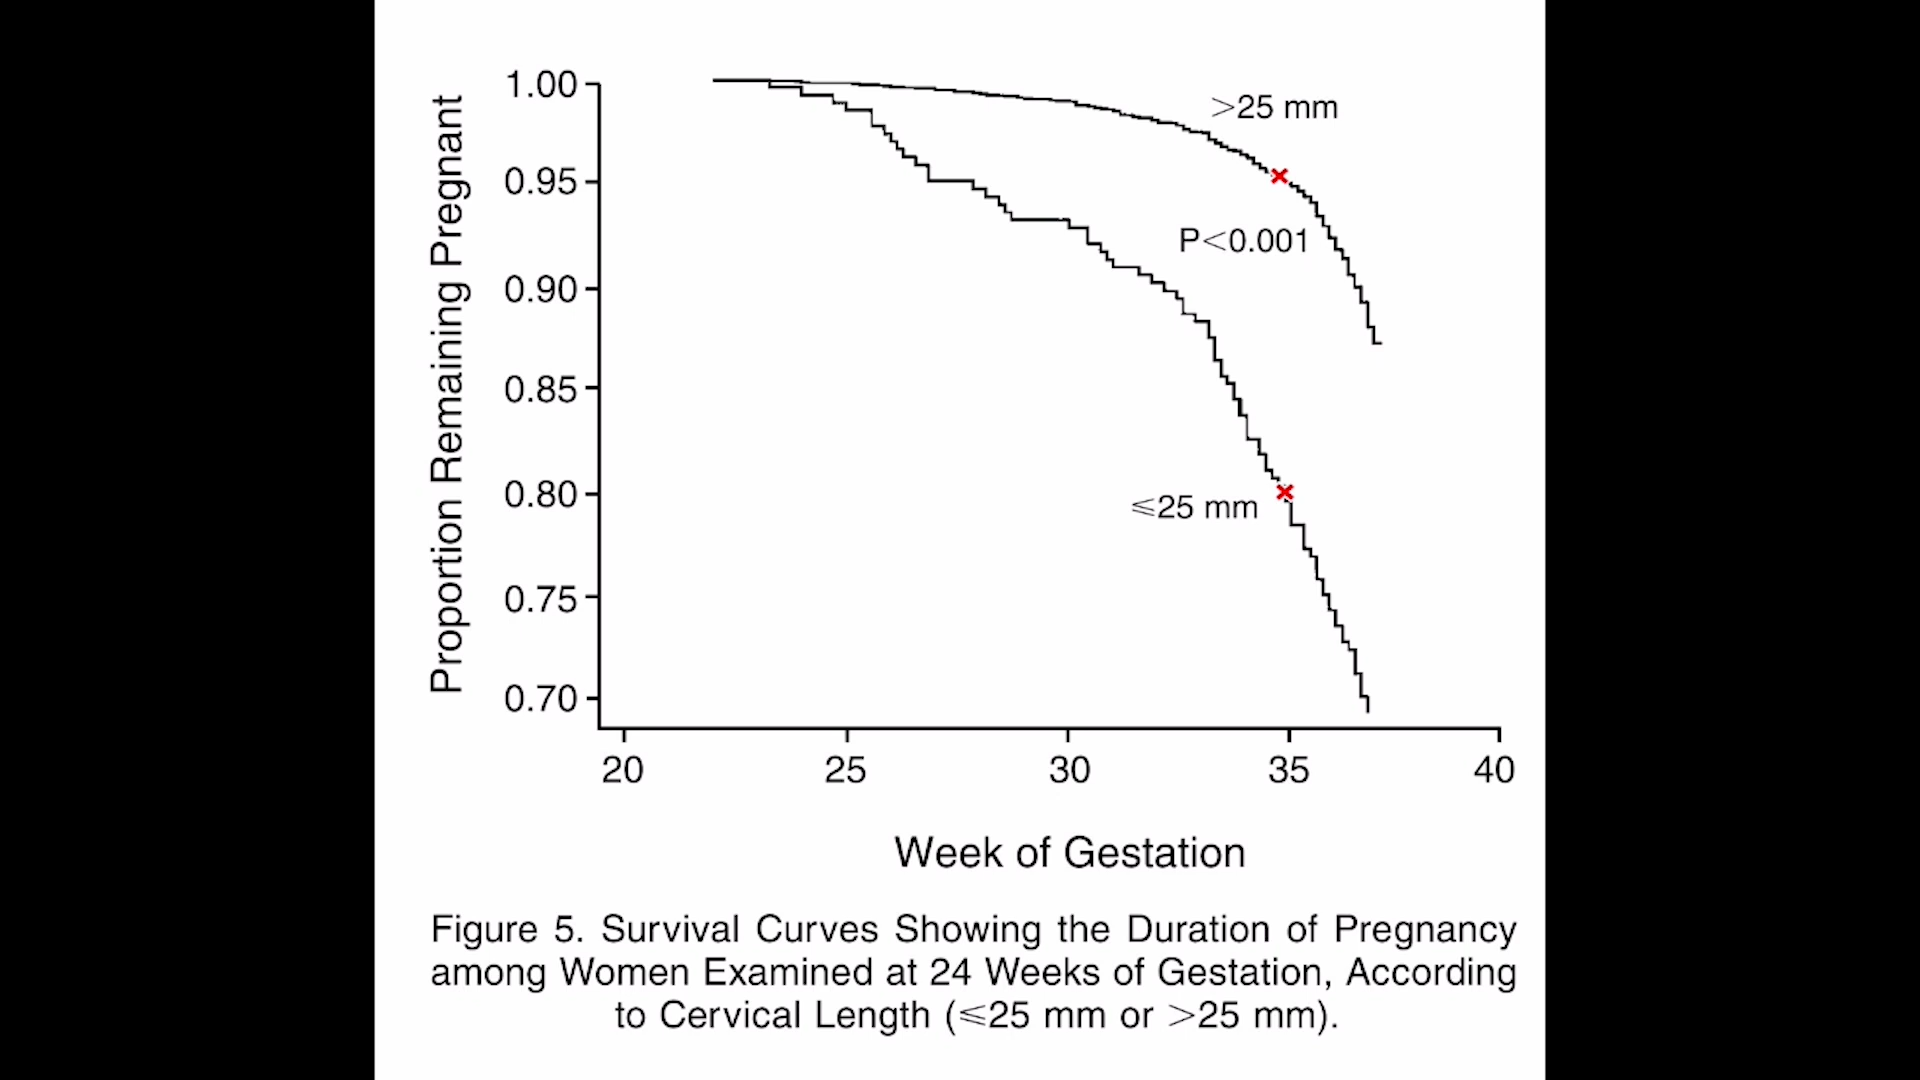 Proportion Remaining Pregnant
1.00
0.95
0.90
0.85
0.80
0.75
0.70
>25 mm
P<0.001
⩽25 mm
20 25 30 35 40
Week of Gestation
Figure 5. Survival Curves Showing the Duration of Pregnancy
among Women Examined at 24 Weeks of Gestation, According
to Cervical Length (⩽25 mm or >25 mm).